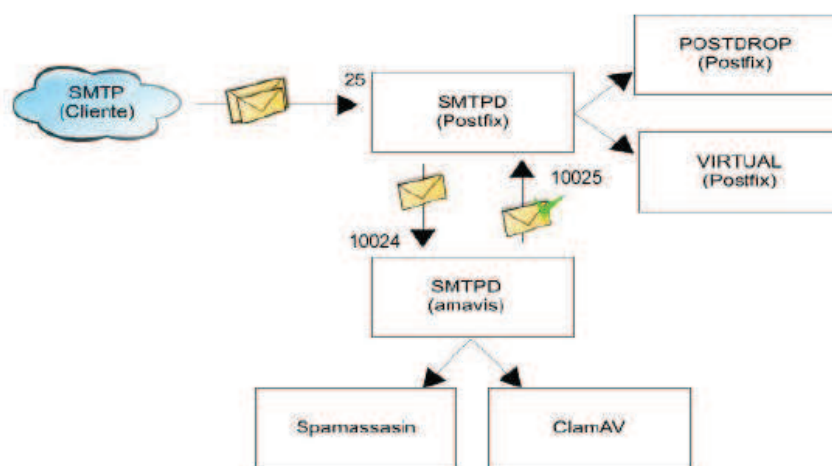 SMTP
(Cliente)
25
SMTPD
(Postfix)
POSTDROP
(Postfix)
VIRTUAL
(Postfix)
10025
10024
SMTPD
(amavis)
Spamassasin
ClamAV